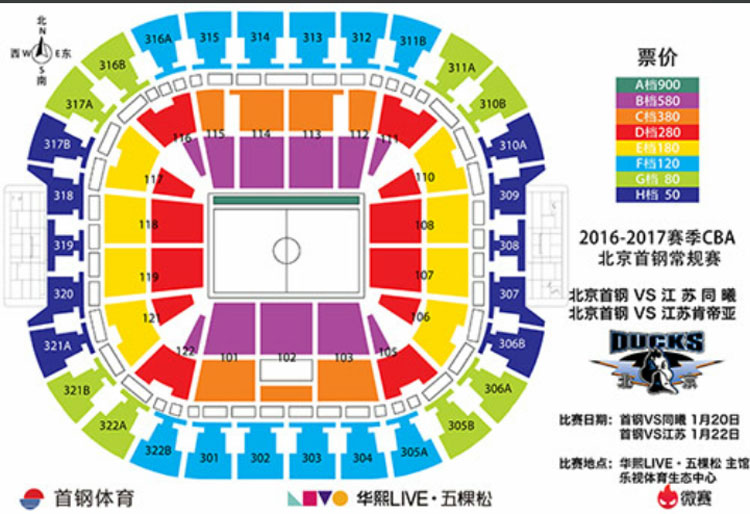 北
N
西 W E 东
S
南
316A 315 314 313 312 311B
316B 311A
317A 310B
317B 310A
318 309
319 308
320 307
321A 306B
321B 306A
322A 305B
322B 301 302 303 304 305A
116 115 114 113 112 111
117 110
118 108
119 107
121 106
122 101 102 103 105
票价
A档900
B档580
C档380
D档280
E档180
F档120
G档 80
H档 50
2016-2017赛季CBA
北京首钢常规赛
北京首钢 VS 江 苏 同 曦
北京首钢 VS 江苏肯帝亚
DUCKS
北 京
比赛日期: 首钢VS同曦 1月20日
首钢VS江苏 1月22日
比赛地点: 华熙LIVE·五棵松 主馆
乐视体育生态中心
首钢体育
华熙LIVE·五棵松
微赛